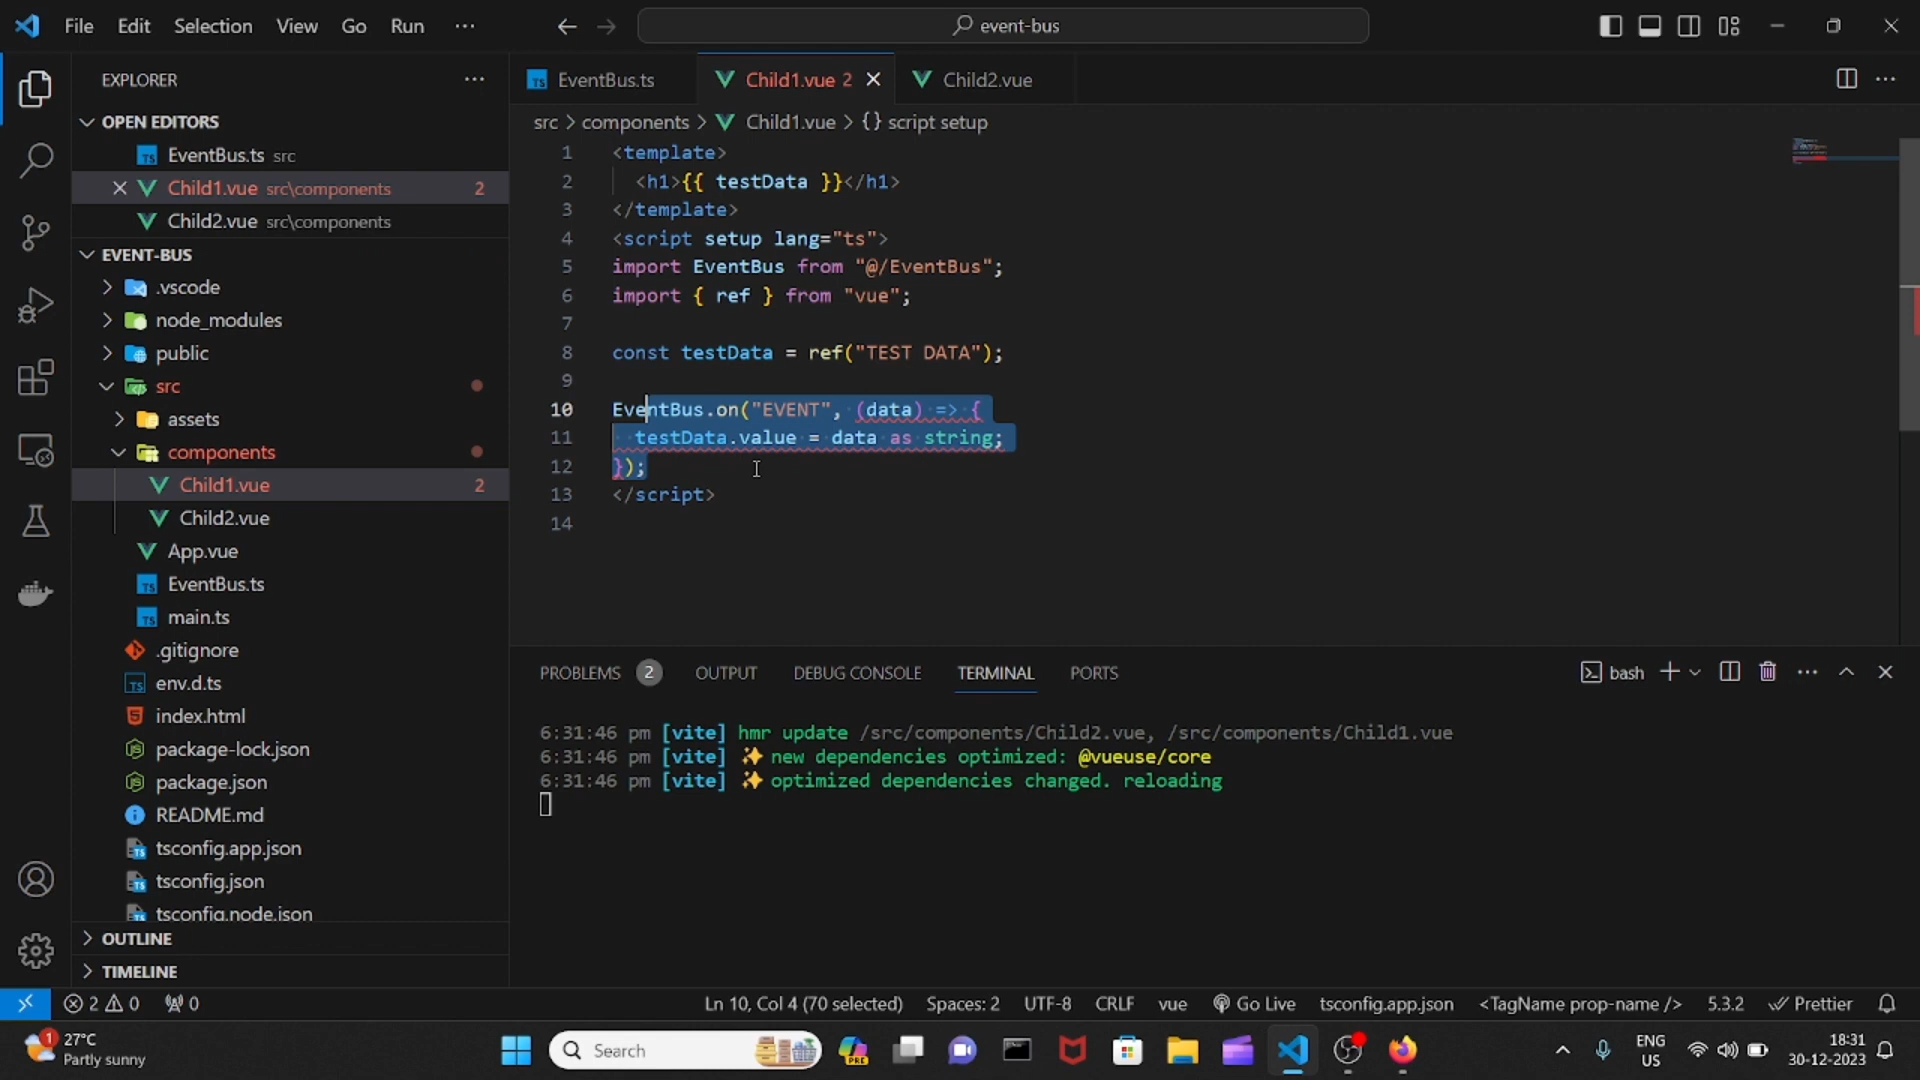 File Edit Selection View Go Run ··· event-bus
EXPLORER ···
OPEN EDITORS
EventBus.ts src
Child1.vue src\components 2
Child2.vue src\components
EVENT-BUS
.vscode
node_modules
public
src
assets
components
Child1.vue 2
Child2.vue
App.vue
EventBus.ts
main.ts
.gitignore
env.d.ts
index.html
package-lock.json
package.json
README.md
tsconfig.app.json
tsconfig.json
tsconfig.node.json
OUTLINE
TIMELINE
EventBus.ts Child1.vue 2 Child2.vue
src > components > Child1.vue > {} script setup
1 <template>
2 <h1>{{ testData }}</h1>
3 </template>
4 <script setup lang="ts">
5 import EventBus from "@/EventBus";
6 import { ref } from "vue";
7
8 const testData = ref("TEST DATA");
9
10 EventBus.on("EVENT", (data) => {
11 testData.value = data as string;
12 });
13 </script>
14
PROBLEMS 2 OUTPUT DEBUG CONSOLE TERMINAL PORTS bash
6:31:46 pm [vite] hmr update /src/components/Child2.vue, /src/components/Child1.vue
6:31:46 pm [vite] ✨ new dependencies optimized: @vueuse/core
6:31:46 pm [vite] ✨ optimized dependencies changed. reloading
2 0 0 Ln 10, Col 4 (70 selected) Spaces: 2 UTF-8 CRLF vue Go Live tsconfig.app.json <TagName prop-name /> 5.3.2 Prettier
1 27°C
Partly sunny
Search
PRE
ENG
US
18:31
30-12-2023